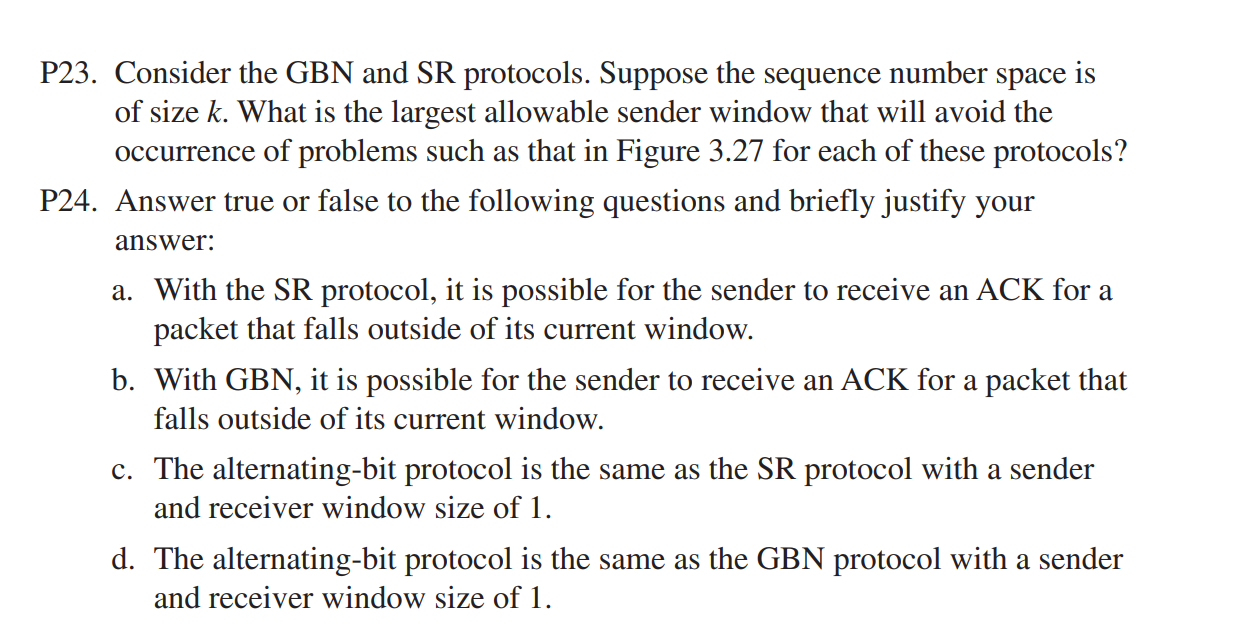 P23. Consider the GBN and SR protocols. Suppose the sequence number space is
of size k. What is the largest allowable sender window that will avoid the
occurrence of problems such as that in Figure 3.27 for each of these protocols?
P24. Answer true or false to the following questions and briefly justify your
answer:
a. With the SR protocol, it is possible for the sender to receive an ACK for a
packet that falls outside of its current window.
b. With GBN, it is possible for the sender to receive an ACK for a packet that
falls outside of its current window.
c. The alternating-bit protocol is the same as the SR protocol with a sender
and receiver window size of 1.
d. The alternating-bit protocol is the same as the GBN protocol with a sender
and receiver window size of 1.